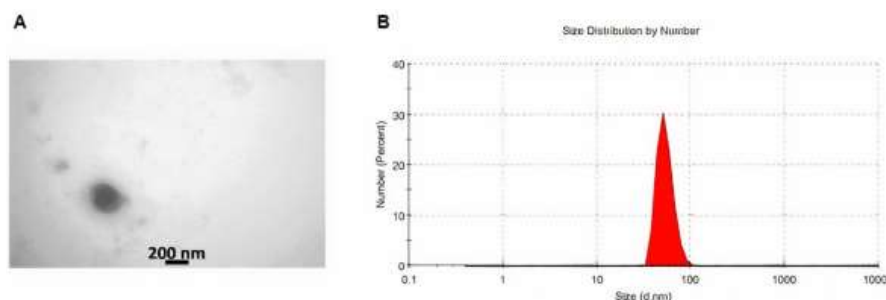 A
200 nm
B
Size Distribution by Number
Number (Percent)
40
30
20
10
0
0.1
1
10
100
1000
1000
Size (d.nm)